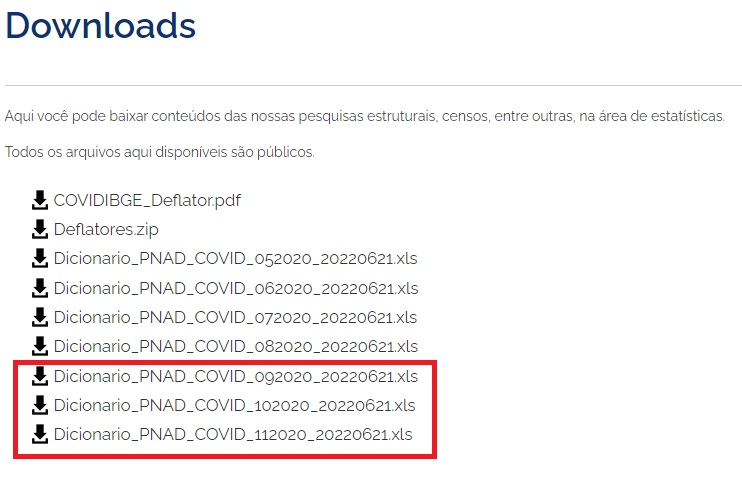 Downloads
Aqui você pode baixar conteúdos das nossas pesquisas estruturais, censos, entre outras, na área de estatísticas.
Todos os arquivos aqui disponíveis são públicos.
COVIDIBGE_Deflator.pdf
Deflatores.zip
Dicionario_PNAD_COVID_052020_20220621.xls
Dicionario_PNAD_COVID_062020_20220621.xls
Dicionario_PNAD_COVID_072020_20220621.xls
Dicionario_PNAD_COVID_082020_20220621.xls
Dicionario_PNAD_COVID_092020_20220621.xls
Dicionario_PNAD_COVID_102020_20220621.xls
Dicionario_PNAD_COVID_112020_20220621.xls